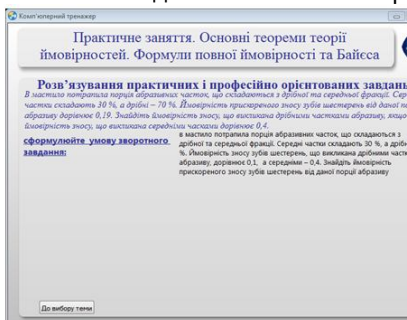 Комп'ютерний тренажер
Практичне заняття. Основні теореми теорії
ймовірностей. Формули повної ймовірності та Байєса
Розв'язування практичних і професійно орієнтованих завдань
В мастило потрапила порція абразивних часток, що складаються з дрібної та середньої фракції. Сер
частки складають 30 %, а дрібні – 70 %. Ймовірність прискореного зносу зубів шестерень від даної по
абразиву дорівнює 0,19. Знайдіть ймовірність зносу, що викликана дрібними частками абразиву, якщо
ймовірність зносу, що викликана середніми частками дорівнює 0,4.
сформулюйте умову зворотного
завдання:
в мастило потрапила порція абразивних часток, що складаються з
дрібної та середньої фракції. Середні частки складають 30 %, а дрібн
%. Ймовірність зносу зубів шестерень, що викликана дрібними частк
абразиву, дорівнює 0,1, а середніми – 0,4. Знайдіть ймовірність
прискореного зносу зубів шестерень від даної порції абразиву
До вибору теми